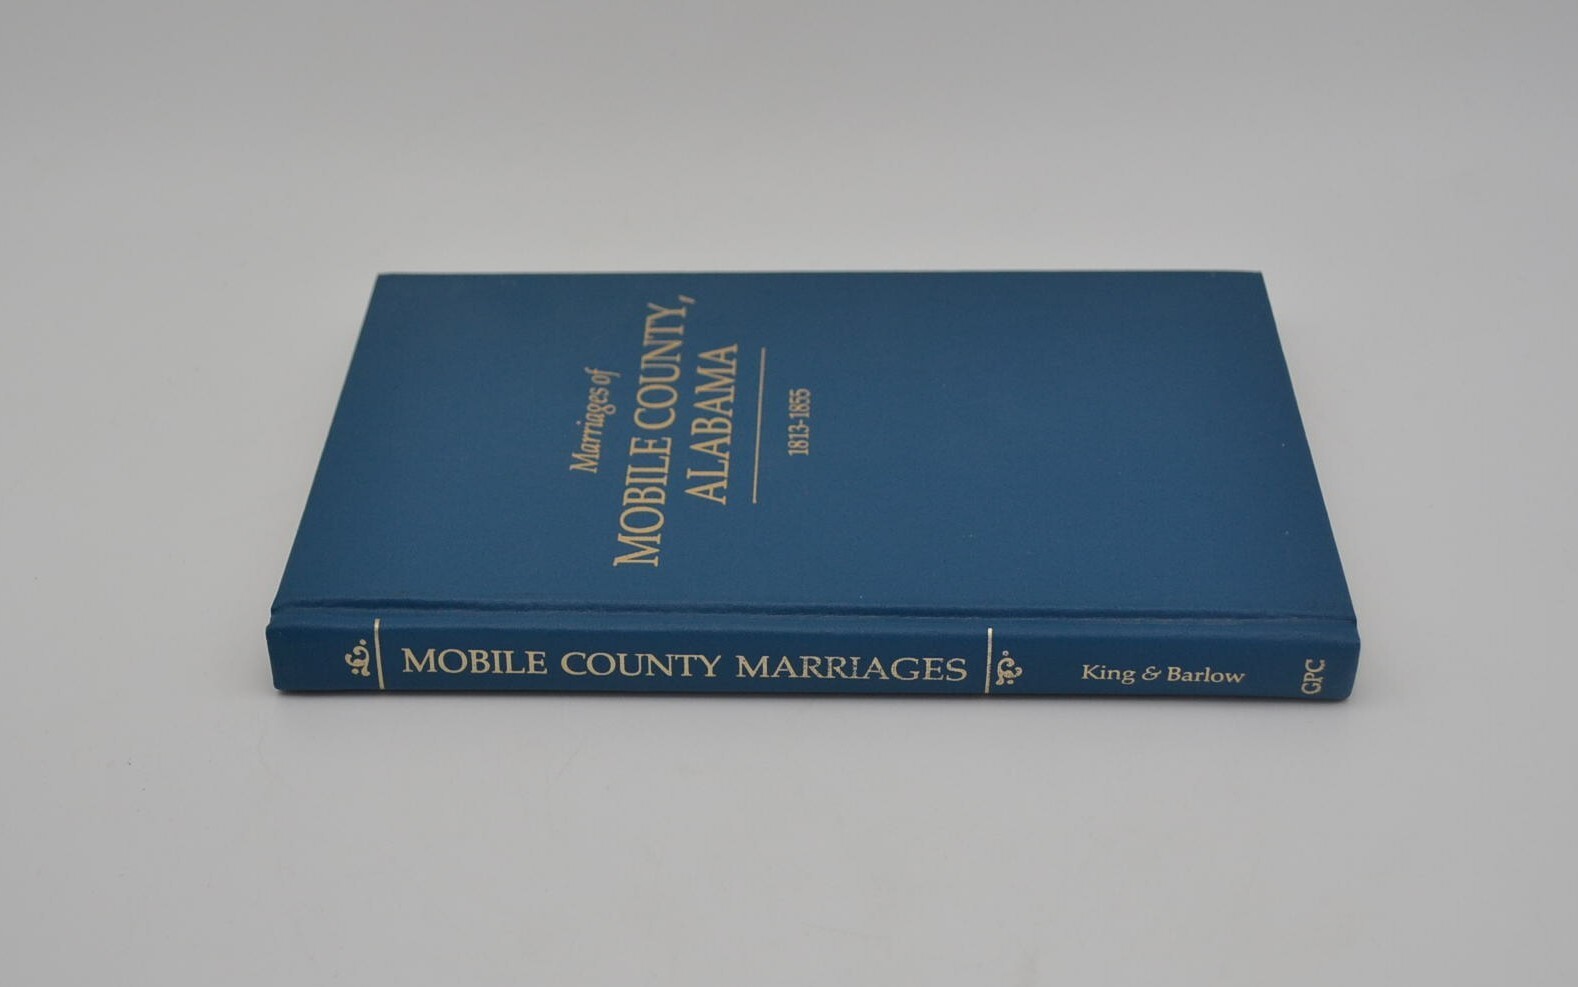 Marriages of
MOBILE COUNTY,
ALABAMA
1813-1855
MOBILE COUNTY MARRIAGES
King & Barlow
GPC